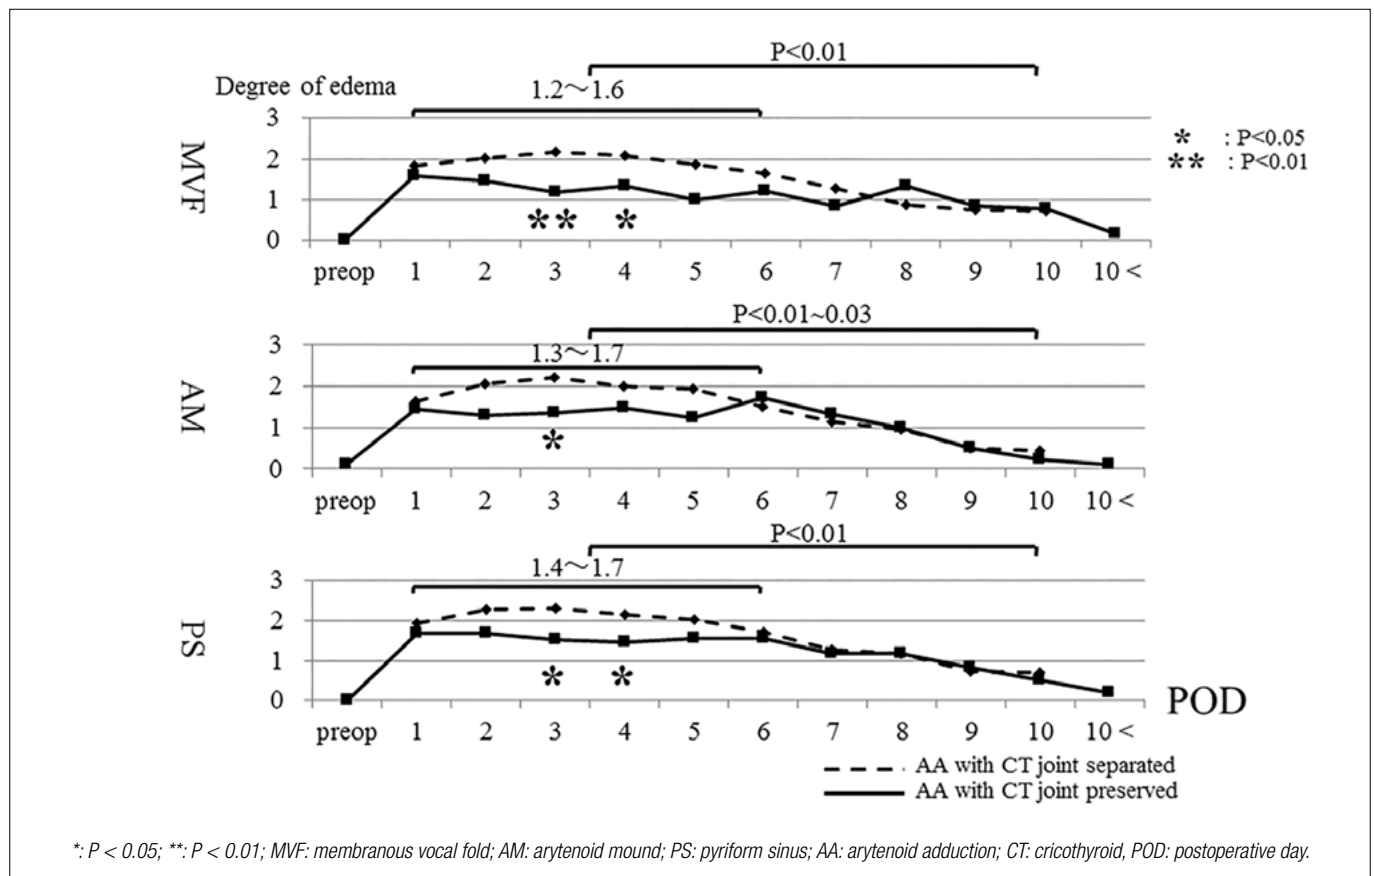 P<0.01
Degree of edema
1.2～1.6
MVF
3
2
1
0
* : P<0.05
** : P<0.01
** *
preop 1 2 3 4 5 6 7 8 9 10 10 <
P<0.01~0.03
1.3～1.7
AM
3
2
1
0
*
preop 1 2 3 4 5 6 7 8 9 10 10 <
P<0.01
1.4～1.7
PS
3
2
1
0
* *
POD
preop 1 2 3 4 5 6 7 8 9 10 10 <
AA with CT joint separated
AA with CT joint preserved
*: P < 0.05; **: P < 0.01; MVF: membranous vocal fold; AM: arytenoid mound; PS: pyriform sinus; AA: arytenoid adduction; CT: cricothyroid, POD: postoperative day.